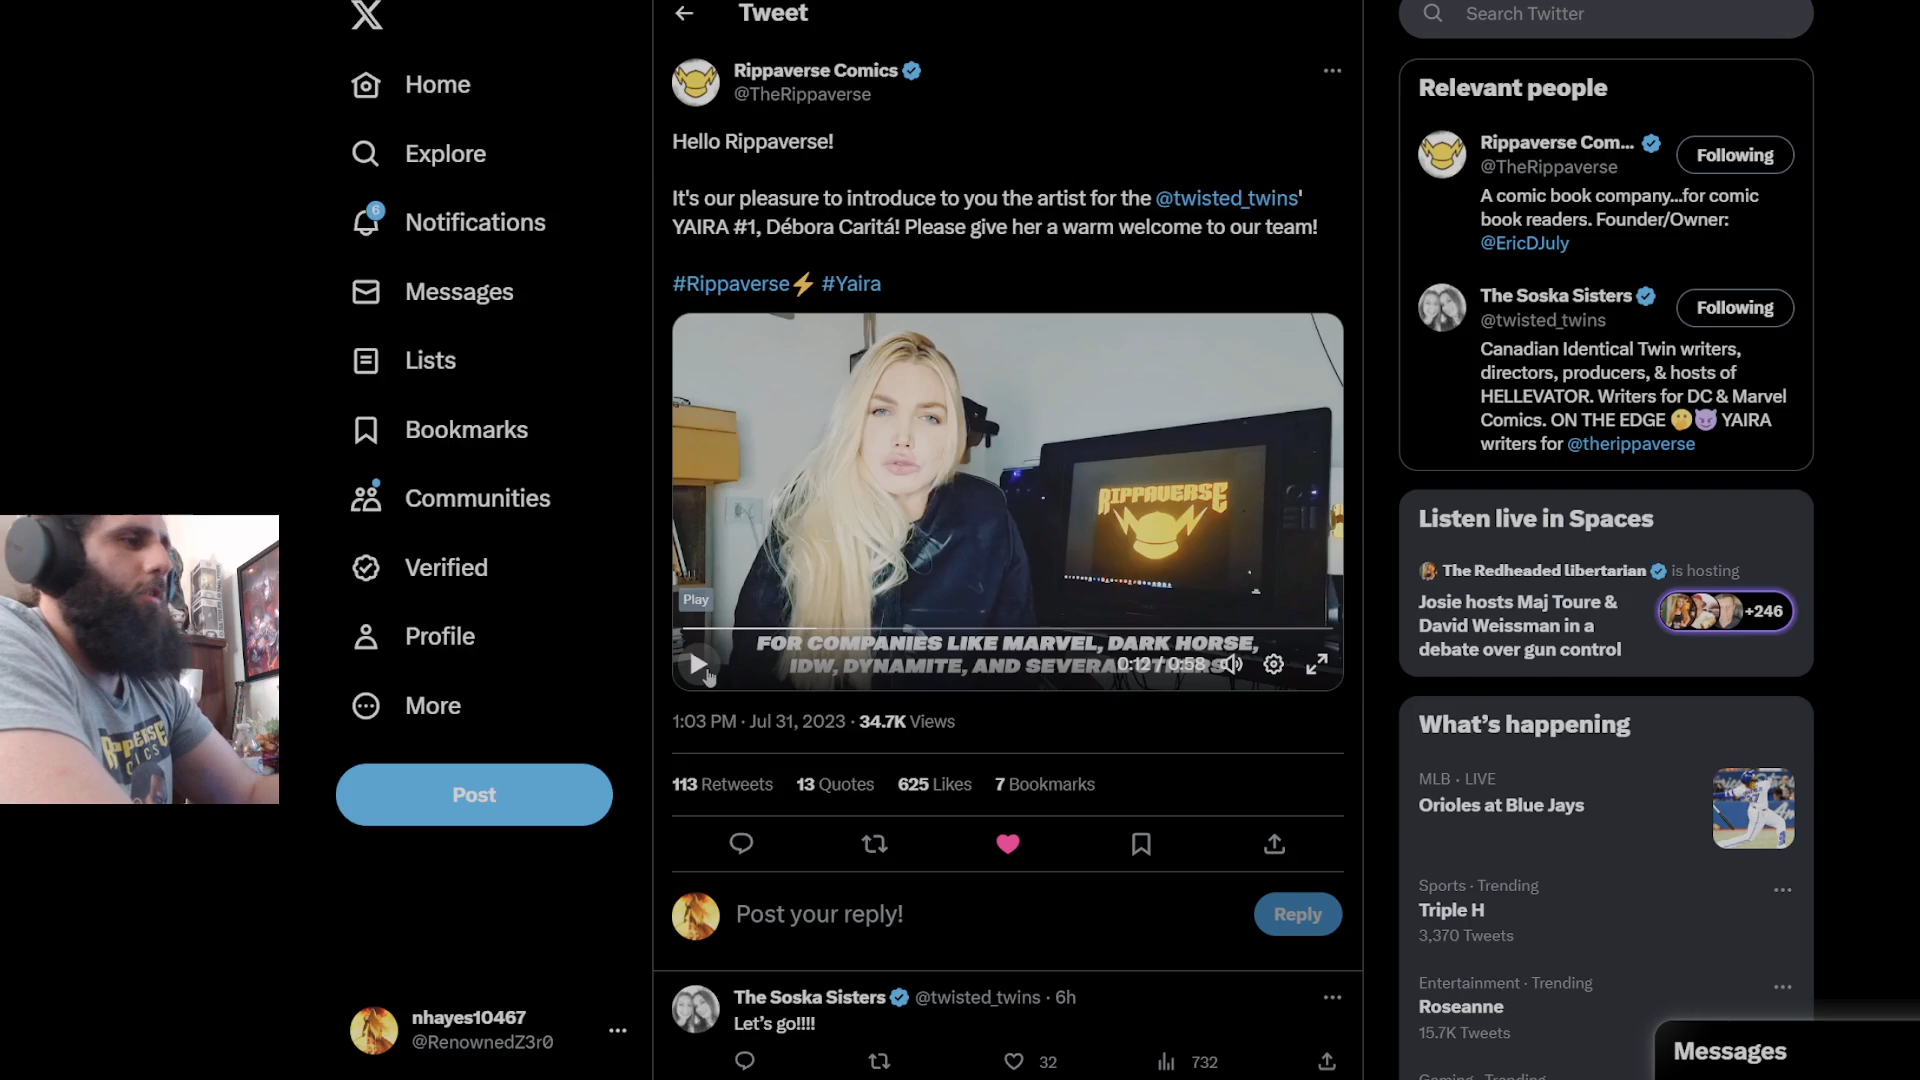 Home
Explore
6
Notifications
Messages
Lists
Bookmarks
Communities
Verified
Profile
More
Post
nhayes10467
@RenownedZ3r0
RIPPAVERSE
COMICS
Tweet
Rippaverse Comics
@TheRippaverse
Hello Rippaverse!
It's our pleasure to introduce to you the artist for the @twisted_twins'
YAIRA #1, Débora Caritá! Please give her a warm welcome to our team!
#Rippaverse⚡ #Yaira
RIPPAVERSE
Play
FOR COMPANIES LIKE MARVEL, DARK HORSE,
IDW, DYNAMITE, AND SEVERAL OTHERS
0:12 / 0:58
1:03 PM · Jul 31, 2023 · 34.7K Views
113 Retweets 13 Quotes 625 Likes 7 Bookmarks
Post your reply!
Reply
The Soska Sisters @twisted_twins · 6h
Let's go!!!!
32
732
Search Twitter
Relevant people
Rippaverse Com...
@TheRippaverse
Following
A comic book company...for comic
book readers. Founder/Owner:
@EricDJuly
The Soska Sisters
@twisted_twins
Following
Canadian Identical Twin writers,
directors, producers, & hosts of
HELLEVATOR. Writers for DC & Marvel
Comics. ON THE EDGE 🤫😈 YAIRA
writers for @therippaverse
Listen live in Spaces
The Redheaded libertarian is hosting
Josie hosts Maj Toure &
David Weissman in a
debate over gun control
+246
What's happening
MLB · LIVE
Orioles at Blue Jays
Sports · Trending
Triple H
3,370 Tweets
Entertainment · Trending
Roseanne
15.7K Tweets
Gaming · Trending
Messages